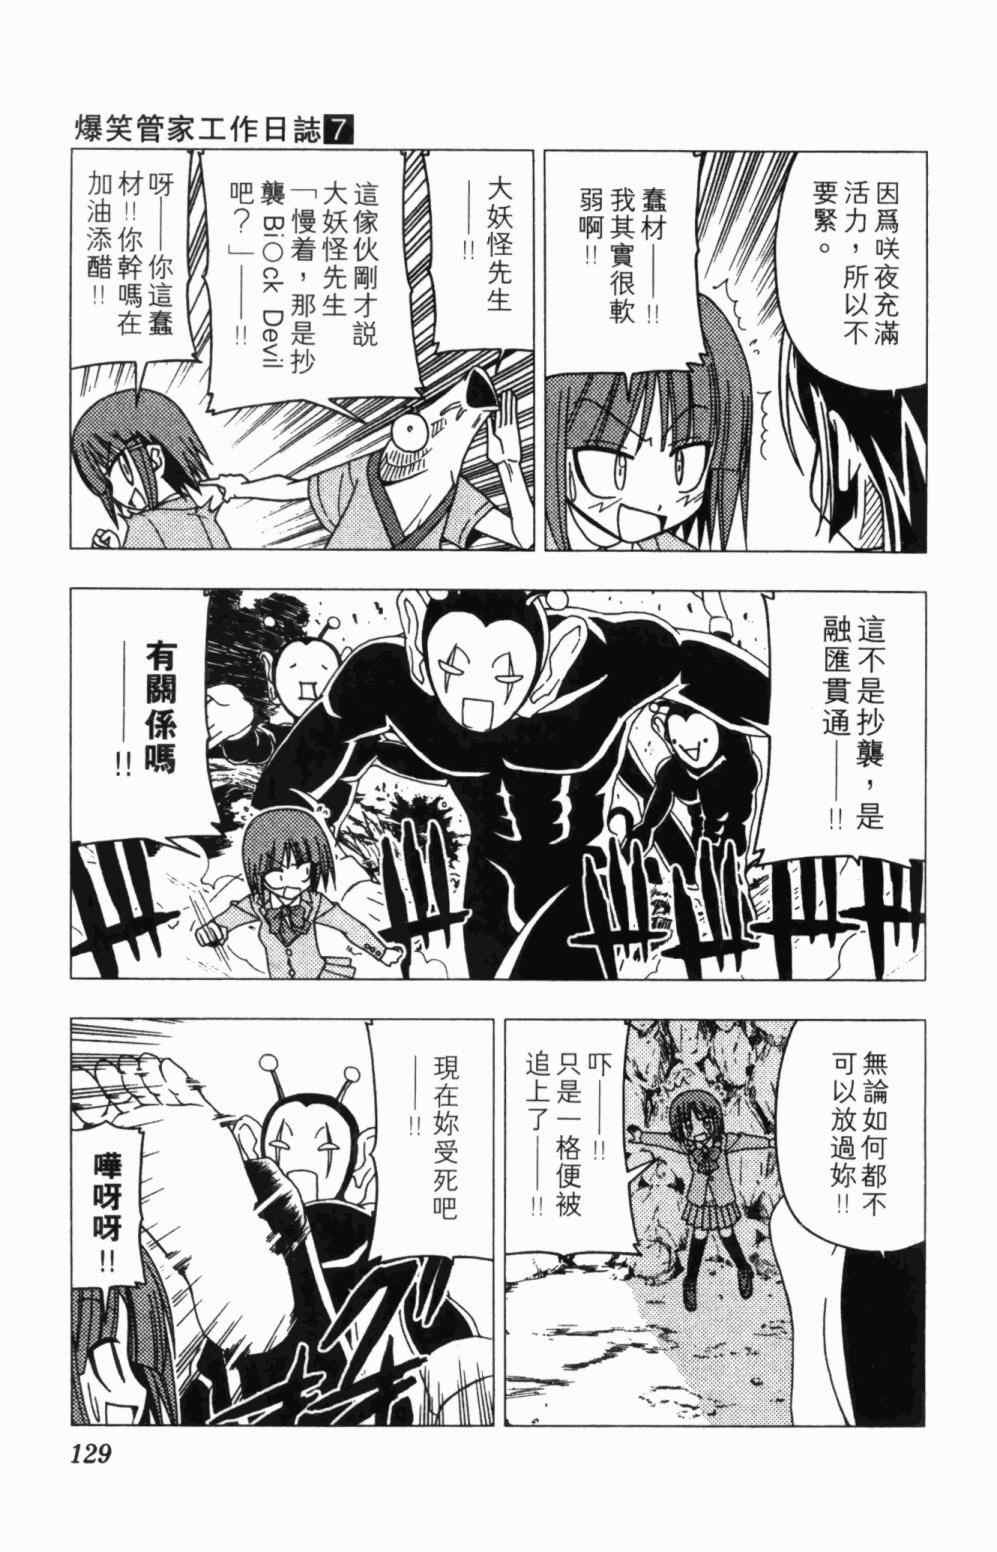 爆笑管家工作日誌7
因爲咲夜充滿
活力，所以不
要緊。
蠢材——!!
我其實很軟
弱啊!!
大妖怪先生
——!!
這傢伙剛才説
大妖怪先生
「慢着，那是抄
襲 Bl○ck Devil
吧？」——!!
呀——你這蠢
材!!你幹嗎在
加油添醋!!
這不是抄襲，是
融匯貫通——!!
有關係嗎
——!!
無論如何都不
可以放過妳!!
吓——!!
只是一格便被
追上了——!!
現在妳受死吧
——!!
嘩呀呀!!
129